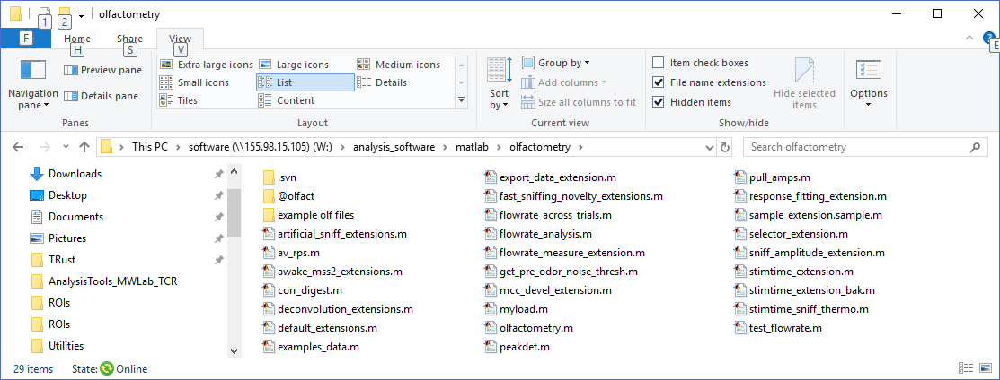 1 2 olfactometry
F Home Share View E
H S V
Navigation pane
Preview pane
Details pane
Panes
Extra large icons Large icons Medium icons
Small icons List Details
Tiles Content
Layout
Sort by
Group by
Add columns
Size all columns to fit
Current view
Item check boxes
File name extensions
Hidden items
Hide selected items
Show/hide
Options
This PC software (\\155.98.15.105) (W:) analysis_software matlab olfactometry
Search olfactometry
Downloads
Desktop
Documents
Pictures
TRust
AnalysisTools_MWLab_TCR
ROIs
ROIs
Utilities
.svn
@olfact
example olf files
artificial_sniff_extensions.m
av_rps.m
awake_mss2_extensions.m
corr_digest.m
deconvolution_extensions.m
default_extensions.m
examples_data.m
export_data_extension.m
fast_sniffing_novelty_extensions.m
flowrate_across_trials.m
flowrate_analysis.m
flowrate_measure_extension.m
get_pre_odor_noise_thresh.m
mcc_devel_extension.m
myload.m
olfactometry.m
peakdet.m
pull_amps.m
response_fitting_extension.m
sample_extension.sample.m
selector_extension.m
sniff_amplitude_extension.m
stimtime_extension.m
stimtime_extension_bak.m
stimtime_sniff_thermo.m
test_flowrate.m
29 items State: Online